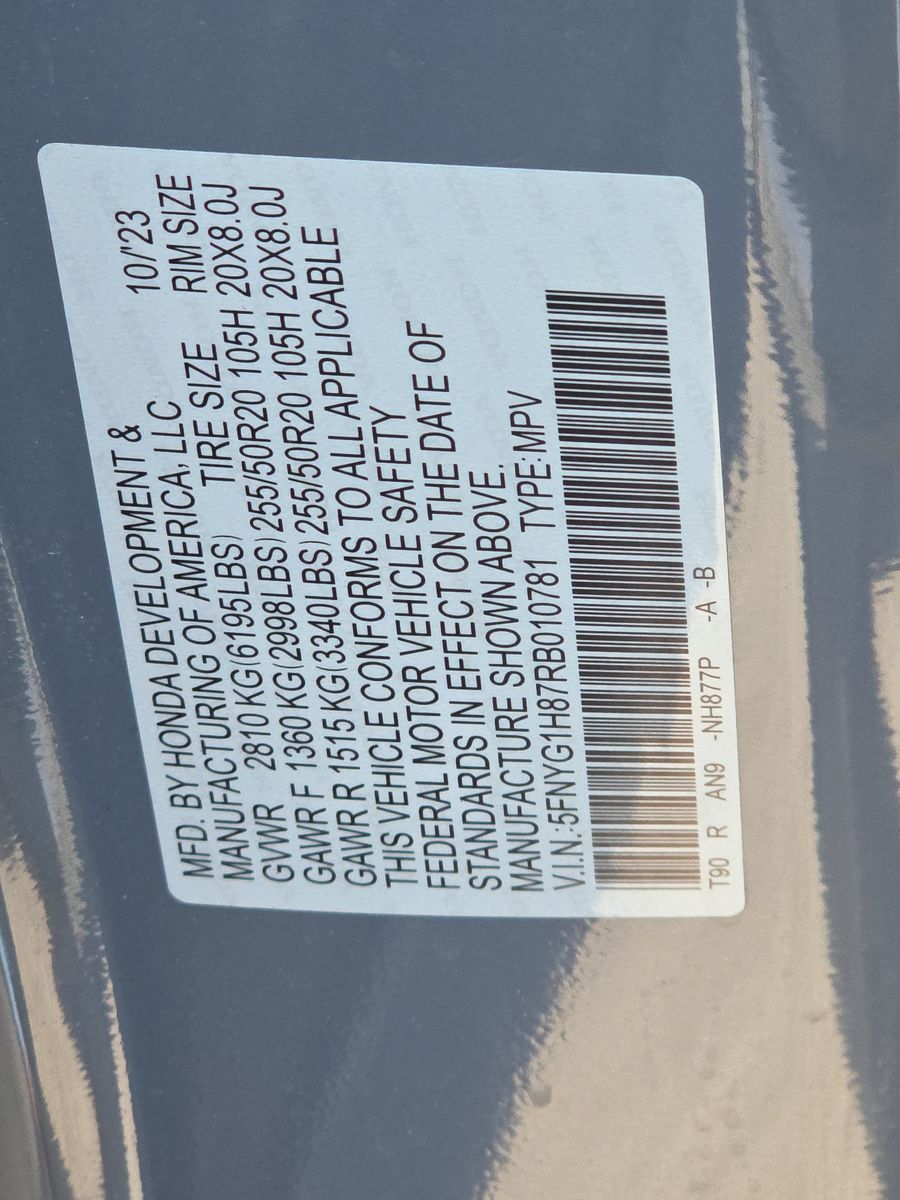 MFD. BY HONDA DEVELOPMENT & 10/'23
MANUFACTURING OF AMERICA, LLC
GVWR 2810 KG(6195LBS) TIRE SIZE RIM SIZE
GAWR F 1360 KG(2998LBS) 255/50R20 105H 20X8.0J
GAWR R 1515 KG(3340LBS) 255/50R20 105H 20X8.0J
THIS VEHICLE CONFORMS TO ALL APPLICABLE
FEDERAL MOTOR VEHICLE SAFETY
STANDARDS IN EFFECT ON THE DATE OF
MANUFACTURE SHOWN ABOVE.
V.I.N.:5FNYG1H87RB010781 TYPE:MPV
T90 R AN9 -NH877P -A -B